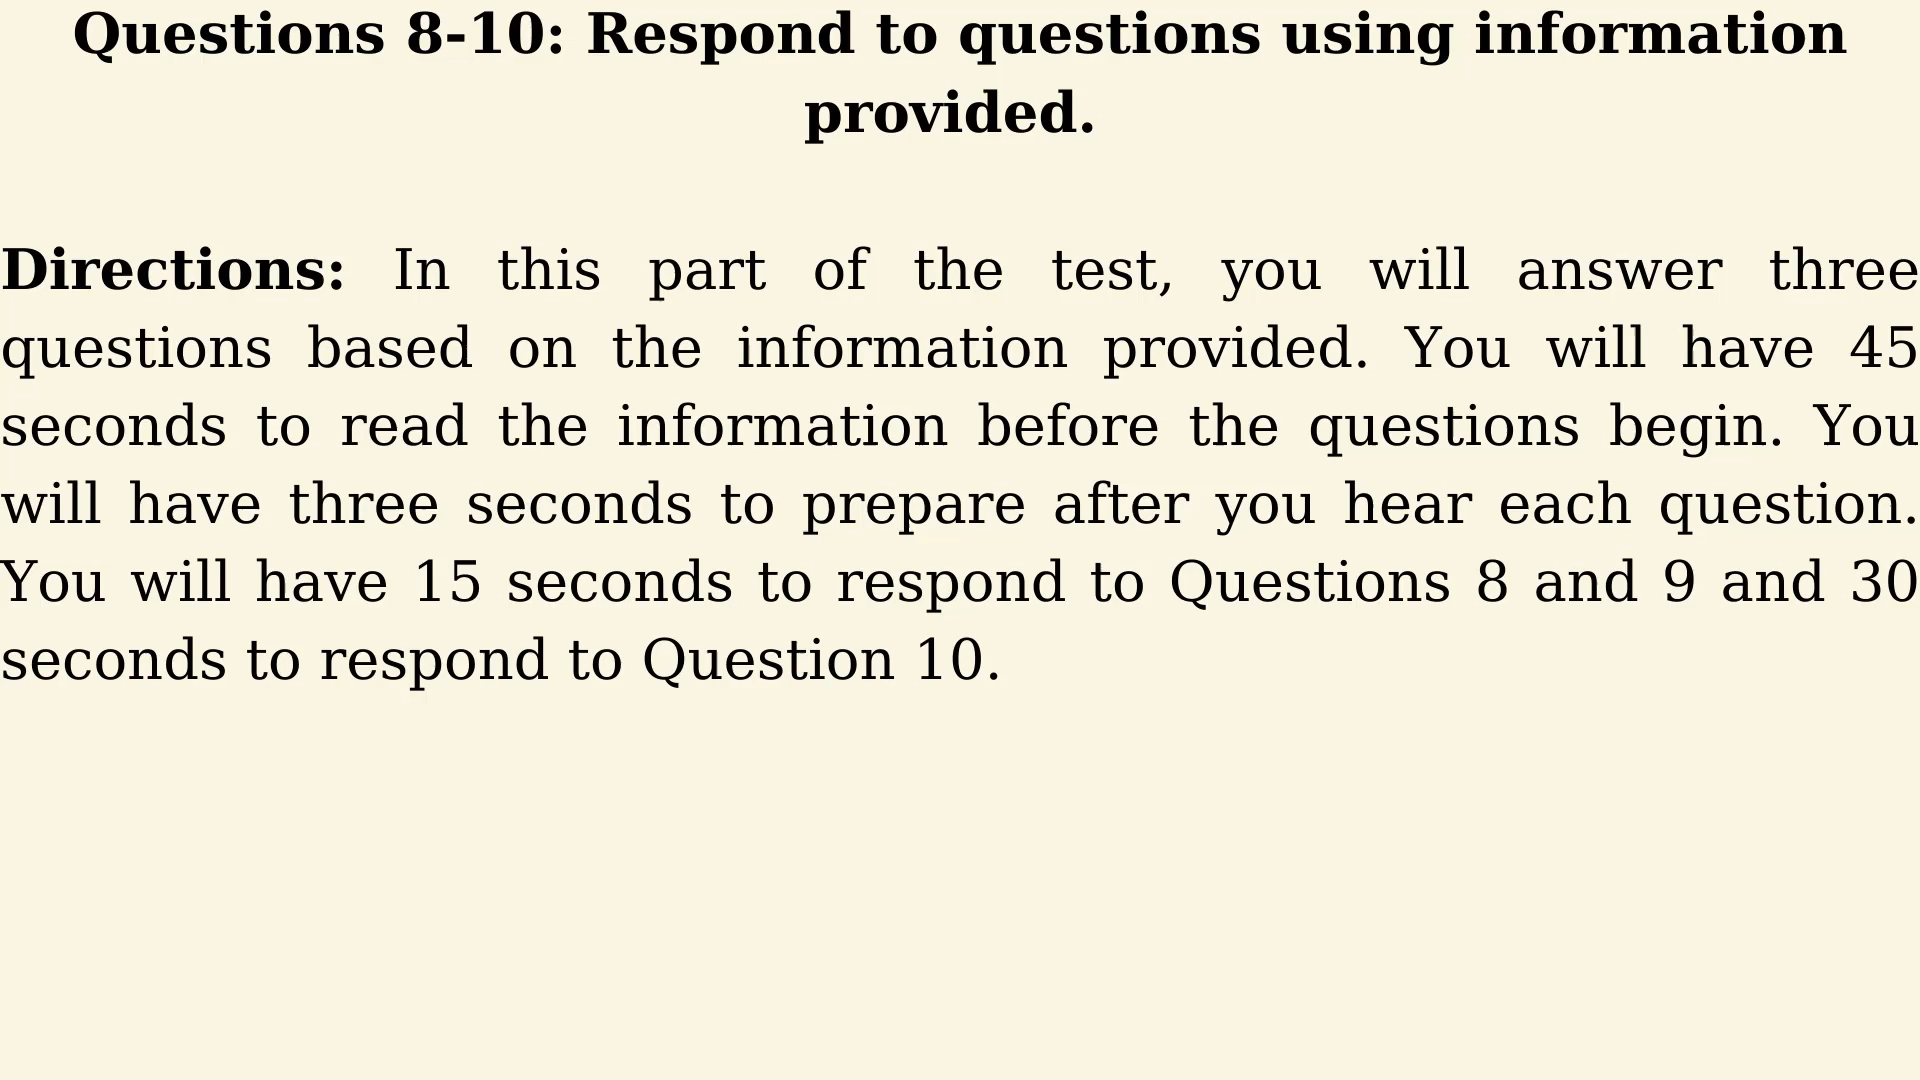 Questions 8-10: Respond to questions using information
provided.
Directions: In this part of the test, you will answer three
questions based on the information provided. You will have 45
seconds to read the information before the questions begin. You
will have three seconds to prepare after you hear each question.
You will have 15 seconds to respond to Questions 8 and 9 and 30
seconds to respond to Question 10.